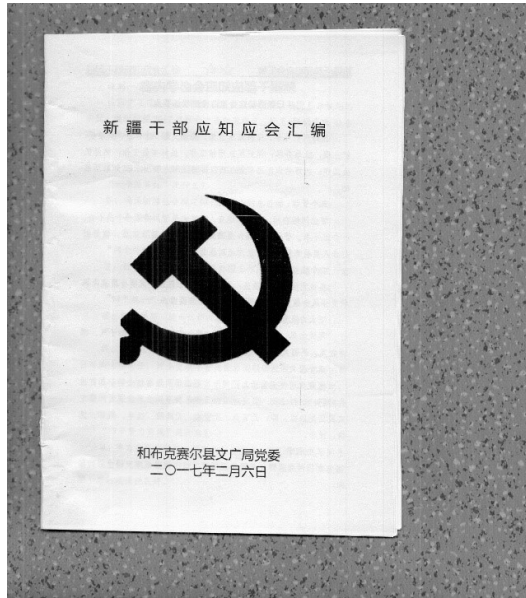 新疆干部应知应会汇编
和布克赛尔县文广局党委
二〇一七年二月六日